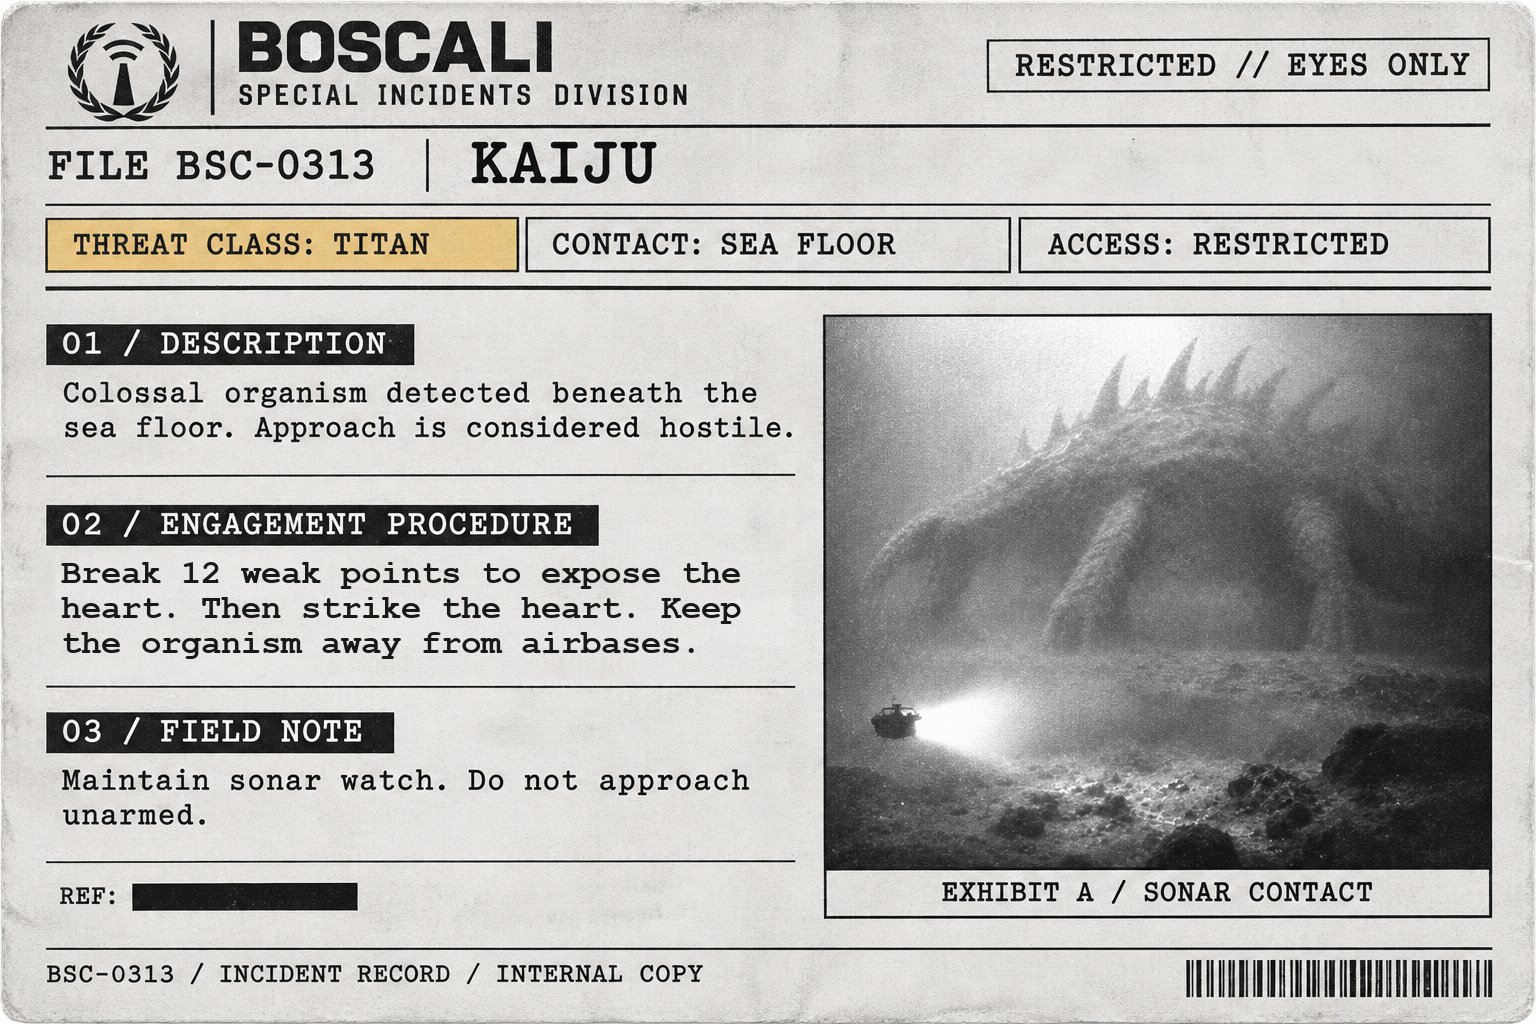 BOSCALI
SPECIAL INCIDENTS DIVISION
RESTRICTED // EYES ONLY
FILE BSC-0313
KAIJU
THREAT CLASS: TITAN
CONTACT: SEA FLOOR
ACCESS: RESTRICTED
01 / DESCRIPTION
Colossal organism detected beneath the
sea floor. Approach is considered hostile.
02 / ENGAGEMENT PROCEDURE
Break 12 weak points to expose the
heart. Then strike the heart. Keep
the organism away from airbases.
03 / FIELD NOTE
Maintain sonar watch. Do not approach
unarmed.
REF:
EXHIBIT A / SONAR CONTACT
BSC-0313 / INCIDENT RECORD / INTERNAL COPY